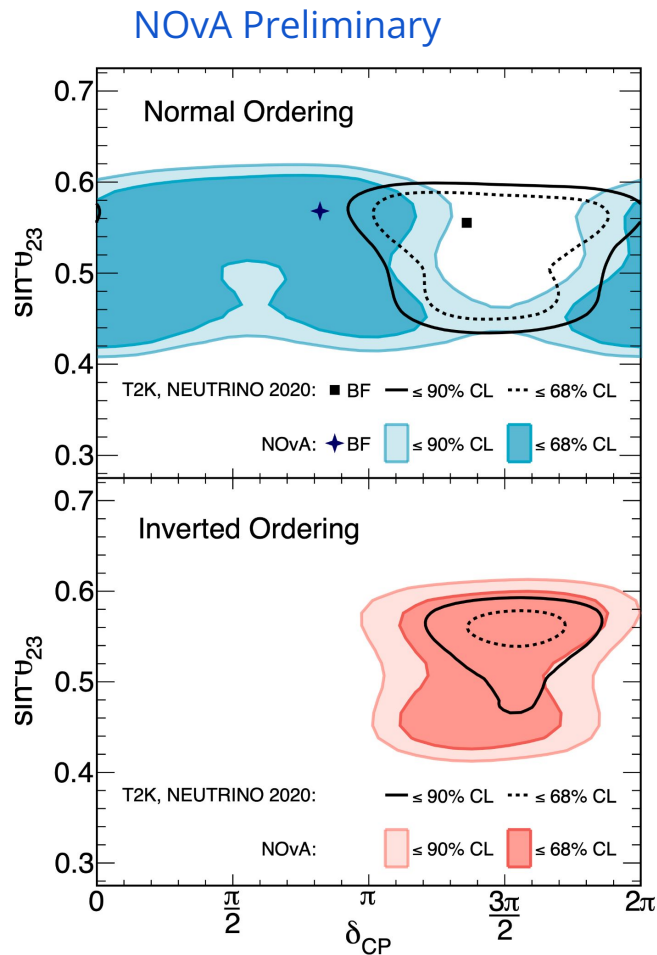 NOvA Preliminary
0.7
Normal Ordering
0.6
0.5
0.4
T2K, NEUTRINO 2020: BF ≤ 90% CL ≤ 68% CL
NOvA: BF ≤ 90% CL ≤ 68% CL
0.3
0.7
Inverted Ordering
0.6
0.5
0.4
T2K, NEUTRINO 2020: ≤ 90% CL ≤ 68% CL
NOvA: ≤ 90% CL ≤ 68% CL
0.3
0 π/2 π 3π/2 2π
δCP